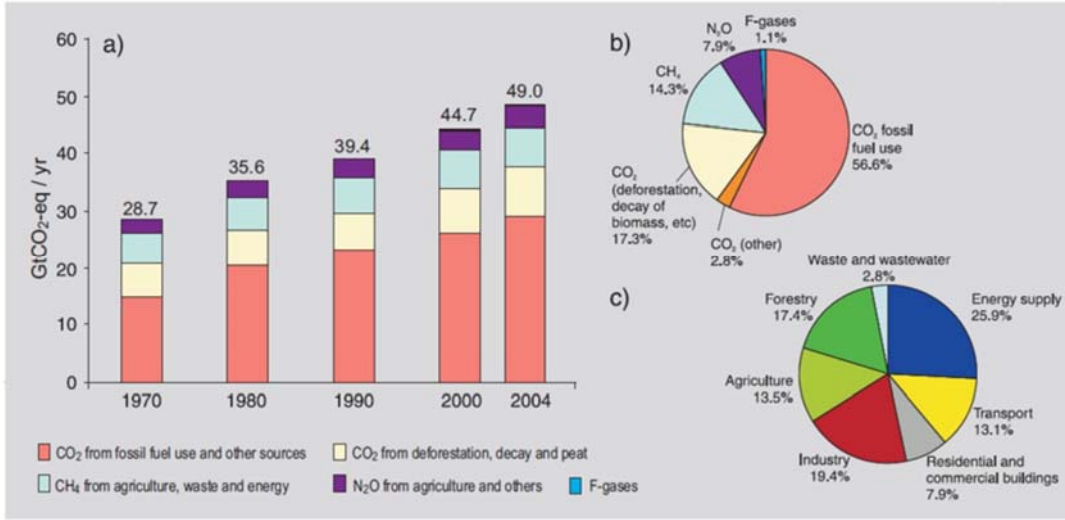 a)
GtCO2-eq / yr
60
50
40
30
20
10
0
28.7
35.6
39.4
44.7
49.0
1970
1980
1990
2000
2004
CO2 from fossil fuel use and other sources
CO2 from deforestation, decay and peat
CH4 from agriculture, waste and energy
N2O from agriculture and others
F-gases
b)
F-gases
1.1%
N2O
7.9%
CH4
14.3%
CO2 fossil
fuel use
56.6%
CO2
(deforestation,
decay of
biomass, etc)
17.3%
CO2 (other)
2.8%
c)
Waste and wastewater
2.8%
Forestry
17.4%
Energy supply
25.9%
Agriculture
13.5%
Transport
13.1%
Industry
19.4%
Residential and
commercial buildings
7.9%